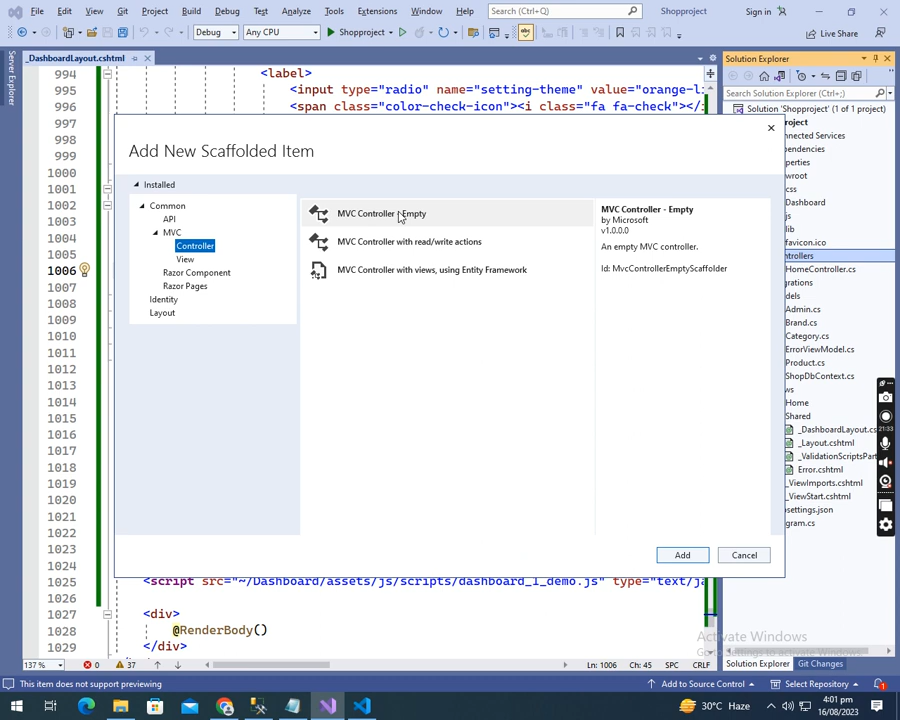 File Edit View Git Project Build Debug Test Analyze Tools Extensions Window Help Search (Ctrl+Q) Shopproject Sign in
Debug Any CPU Shopproject Live Share
Server Explorer
_DashboardLayout.cshtml
994 <label>
995 <input type="radio" name="setting-theme" value="orange-li
996 <span class="color-check-icon"><i class="fa fa-check"></i
997
998
999
1000
1001
1002
1003
1004
1005
1006
1007
1008
1009
1010
1011
1012
1013
1014
1015
1016
1017
1018
1019
1020
1021
1022
1023
1024
1025 <script src="~/Dashboard/assets/js/scripts/dashboard_1_demo.js" type="text/ja
1026
1027 <div>
1028 @RenderBody()
1029 </div>
137 % 0 37 Ln: 1006 Ch: 45 SPC CRLF
Add New Scaffolded Item
Installed
Common
API
MVC
Controller
View
Razor Component
Razor Pages
Identity
Layout
MVC Controller - Empty
MVC Controller with read/write actions
MVC Controller with views, using Entity Framework
MVC Controller - Empty
by Microsoft
v1.0.0.0
An empty MVC controller.
Id: MvcControllerEmptyScaffolder
Add Cancel
Solution Explorer
Search Solution Explorer (Ctrl+;)
Solution 'Shopproject' (1 of 1 project)
project
nnected Services
pendencies
perties
wroot
css
Dashboard
js
favicon.ico
ntrollers
HomeController.cs
grations
dels
Admin.cs
Brand.cs
Category.cs
ErrorViewModel.cs
Product.cs
ShopDbContext.cs
ws
Home
Shared
_DashboardLayout.cs
_Layout.cshtml
_ValidationScriptsPart
Error.cshtml
_ViewImports.cshtml
_ViewStart.cshtml
psettings.json
gram.cs
21:33
Activate Windows
Solution Explorer Git Changes
This item does not support previewing Add to Source Control Select Repository 1
30°C Haze 4:01 pm
16/08/2023